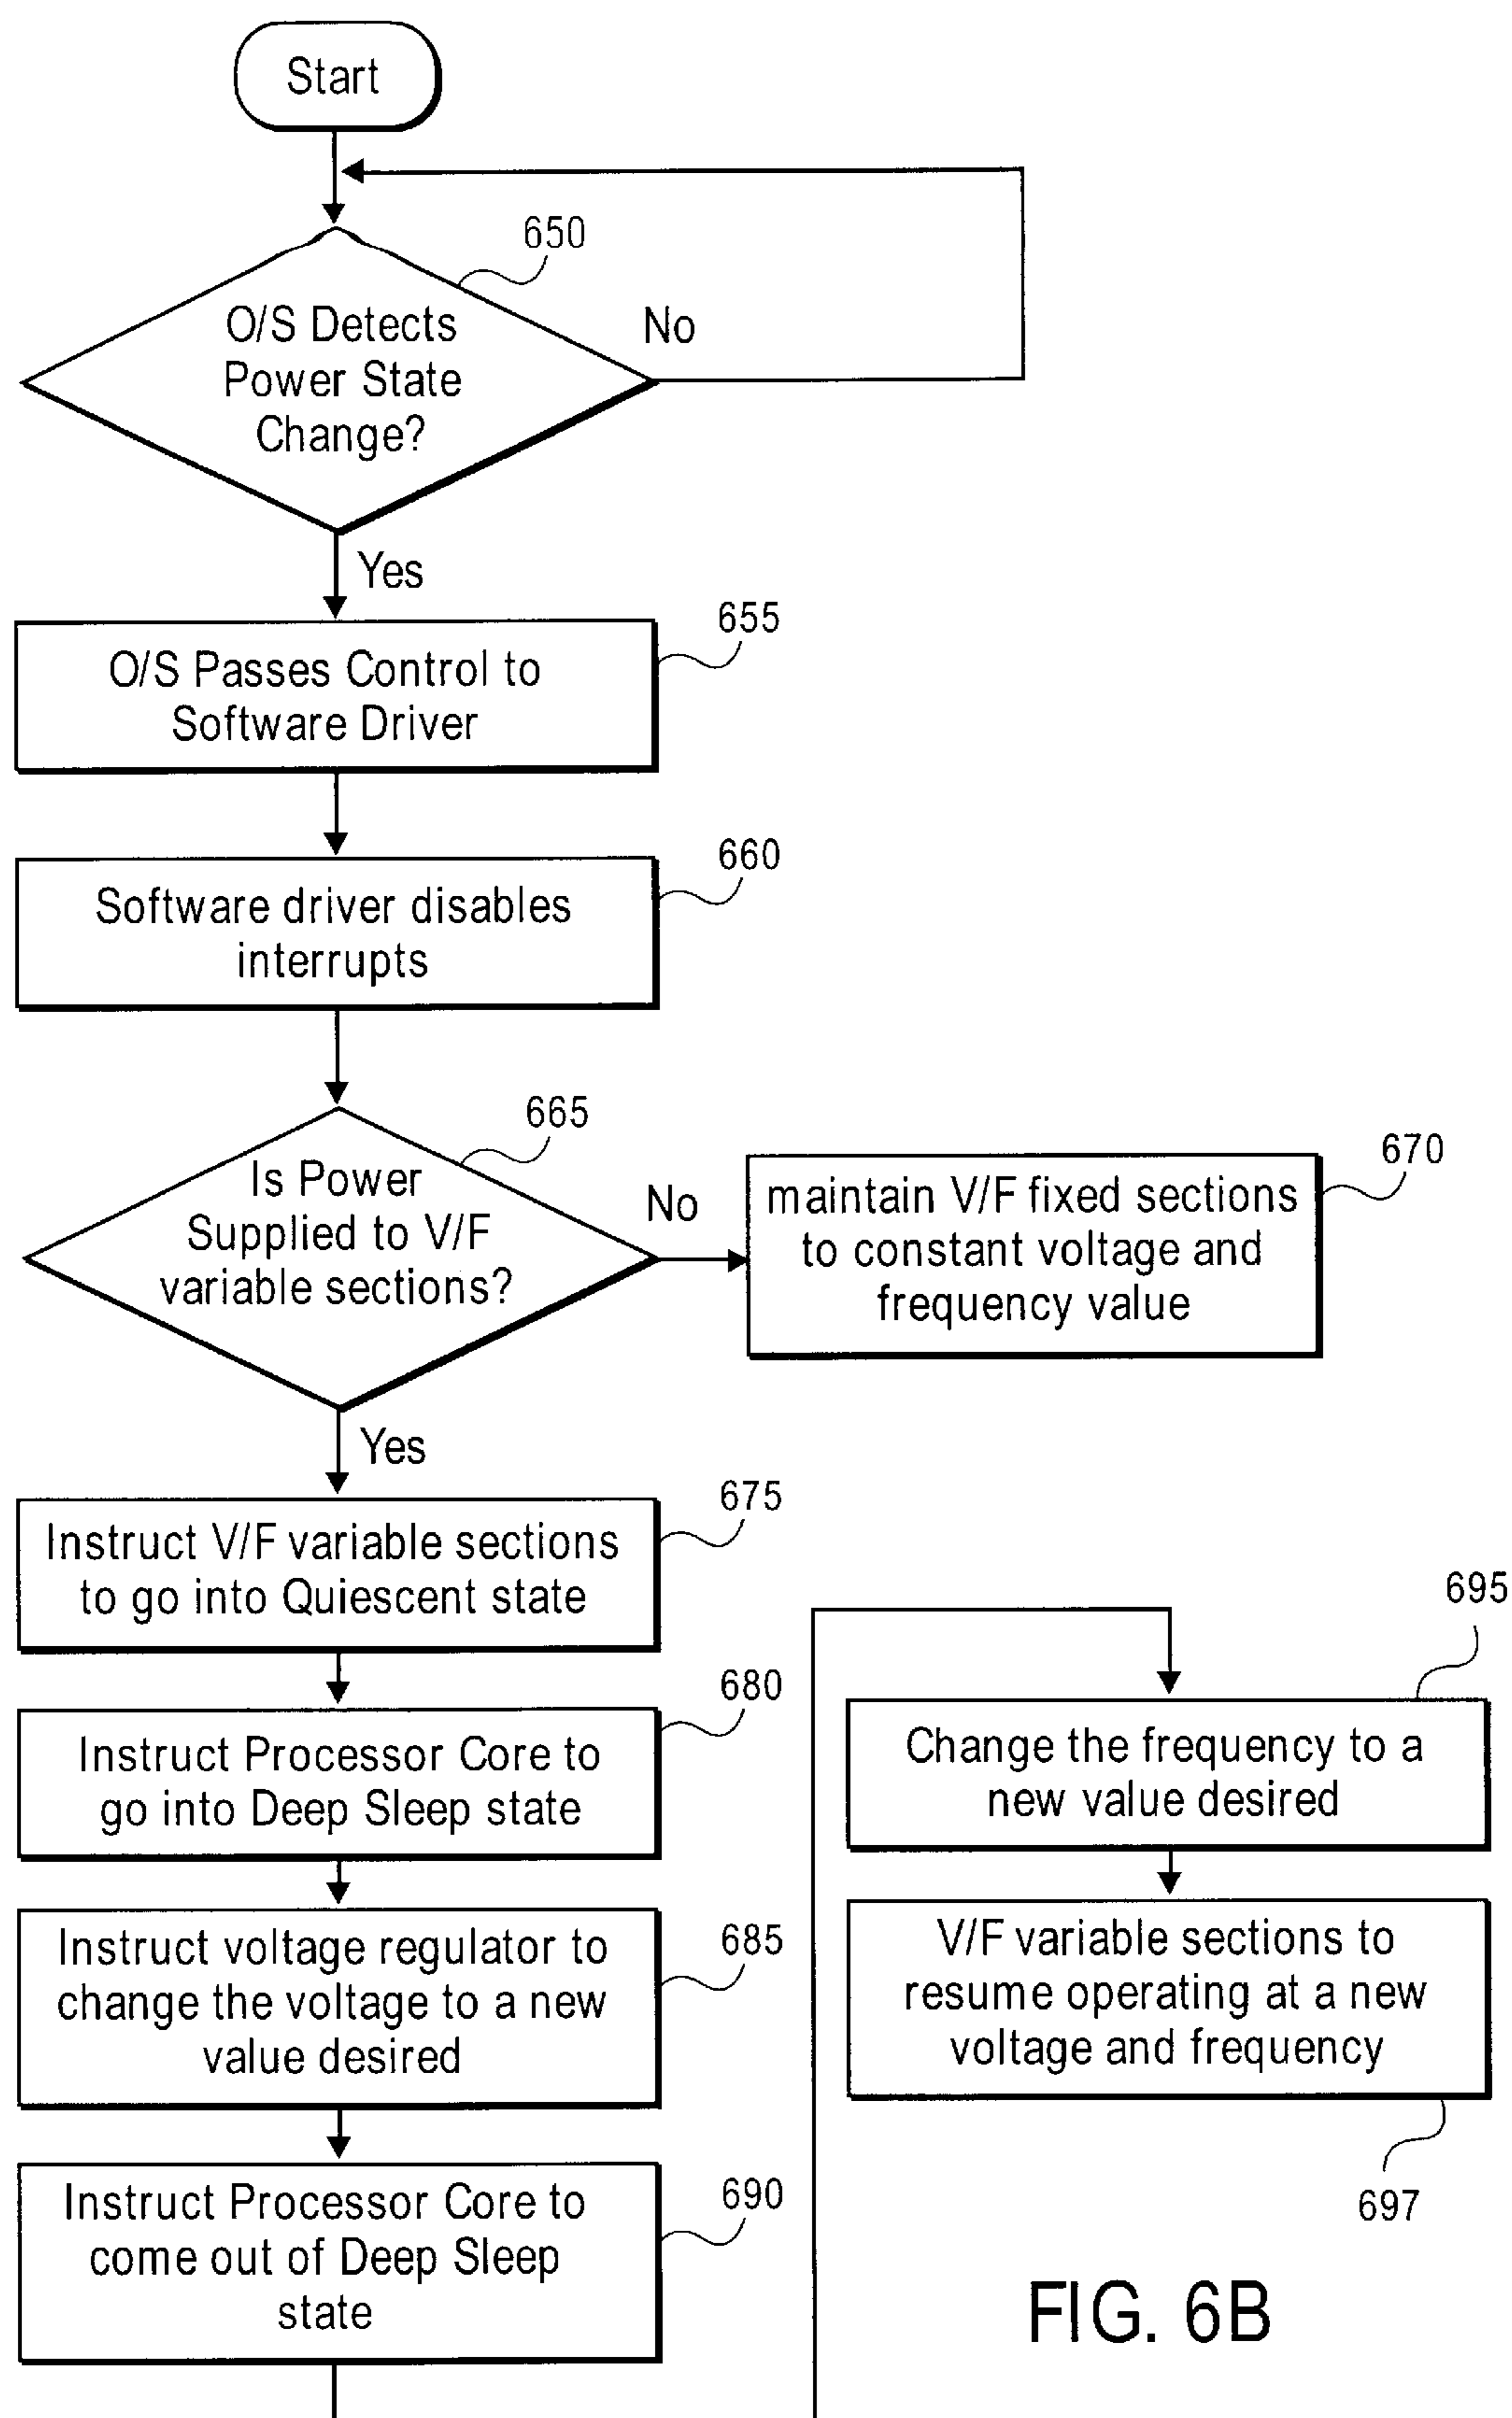 Start
650
O/S Detects
Power State
Change?
No
Yes
655
O/S Passes Control to
Software Driver
660
Software driver disables
interrupts
665
Is Power
Supplied to V/F
variable sections?
No
670
maintain V/F fixed sections
to constant voltage and
frequency value
Yes
675
Instruct V/F variable sections
to go into Quiescent state
680
Instruct Processor Core to
go into Deep Sleep state
685
Instruct voltage regulator to
change the voltage to a new
value desired
690
Instruct Processor Core to
come out of Deep Sleep
state
695
Change the frequency to a
new value desired
V/F variable sections to
resume operating at a new
voltage and frequency
697
FIG. 6B